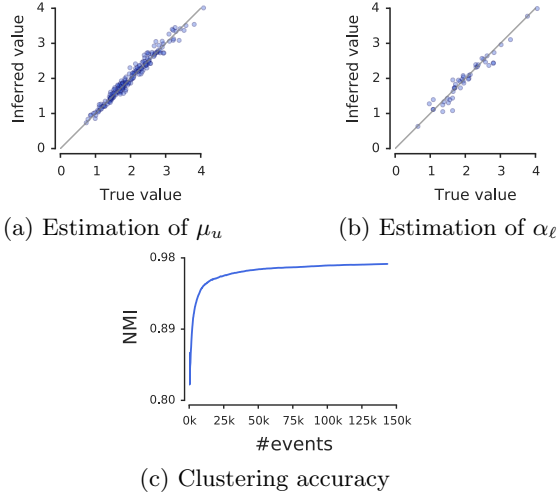 4
3
2
1
0
Inferred value
0 1 2 3 4
True value
(a) Estimation of μ_u
4
3
2
1
0
Inferred value
0 1 2 3 4
True value
(b) Estimation of α_ℓ
0.98
0.89
0.80
NMI
0k 25k 50k 75k 100k 125k 150k
#events
(c) Clustering accuracy